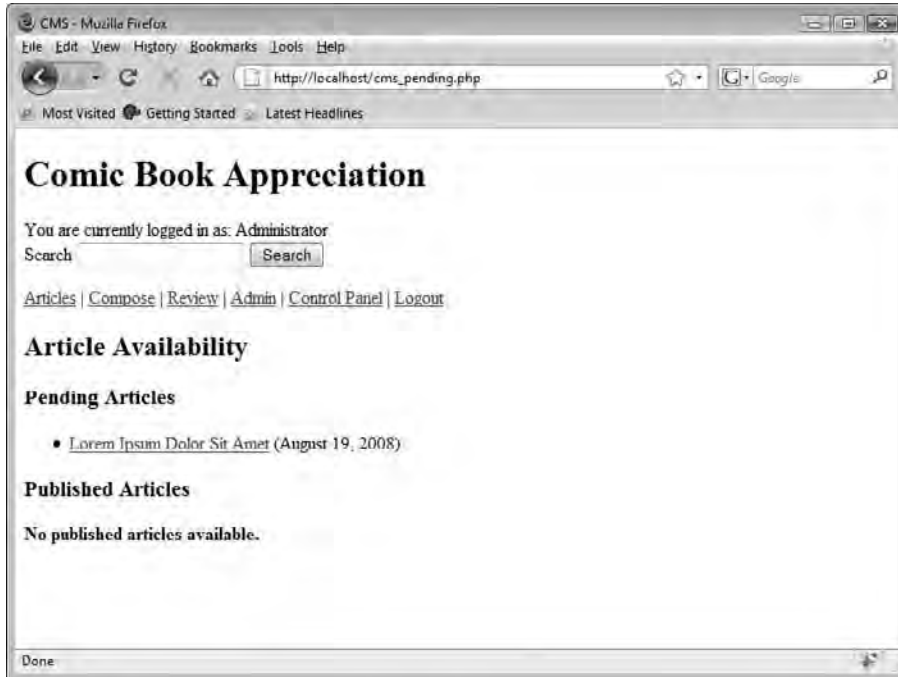 CMS - Mozilla Firefox
File Edit View History Bookmarks Tools Help
http://localhost/cms_pending.php
Google
Most Visited Getting Started Latest Headlines
Comic Book Appreciation
You are currently logged in as: Administrator
Search Search
Articles | Compose | Review | Admin | Control Panel | Logout
Article Availability
Pending Articles
• Lorem Ipsum Dolor Sit Amet (August 19, 2008)
Published Articles
No published articles available.
Done